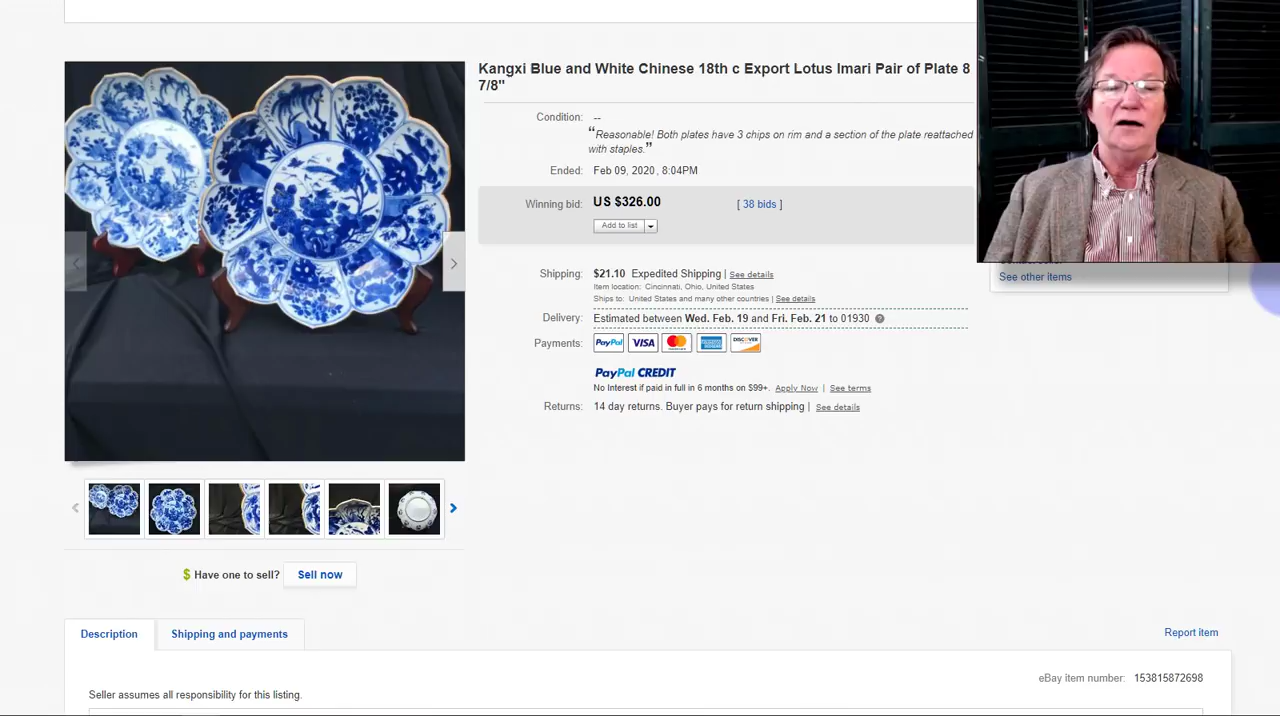 Kangxi Blue and White Chinese 18th c Export Lotus Imari Pair of Plate 8
7/8"
Condition: --
“Reasonable! Both plates have 3 chips on rim and a section of the plate reattached
with staples.”
Ended: Feb 09, 2020 , 8:04PM
Winning bid: US $326.00 [ 38 bids ]
Add to list
Shipping: $21.10 Expedited Shipping | See details
Item location: Cincinnati, Ohio, United States
Ships to: United States and many other countries | See details
Delivery: Estimated between Wed. Feb. 19 and Fri. Feb. 21 to 01930
Payments: PayPal VISA MasterCard DISCOVER
PayPal CREDIT
No Interest if paid in full in 6 months on $99+. Apply Now | See terms
Returns: 14 day returns. Buyer pays for return shipping | See details
See other items
$ Have one to sell? Sell now
Description Shipping and payments Report item
eBay item number: 153815872698
Seller assumes all responsibility for this listing.